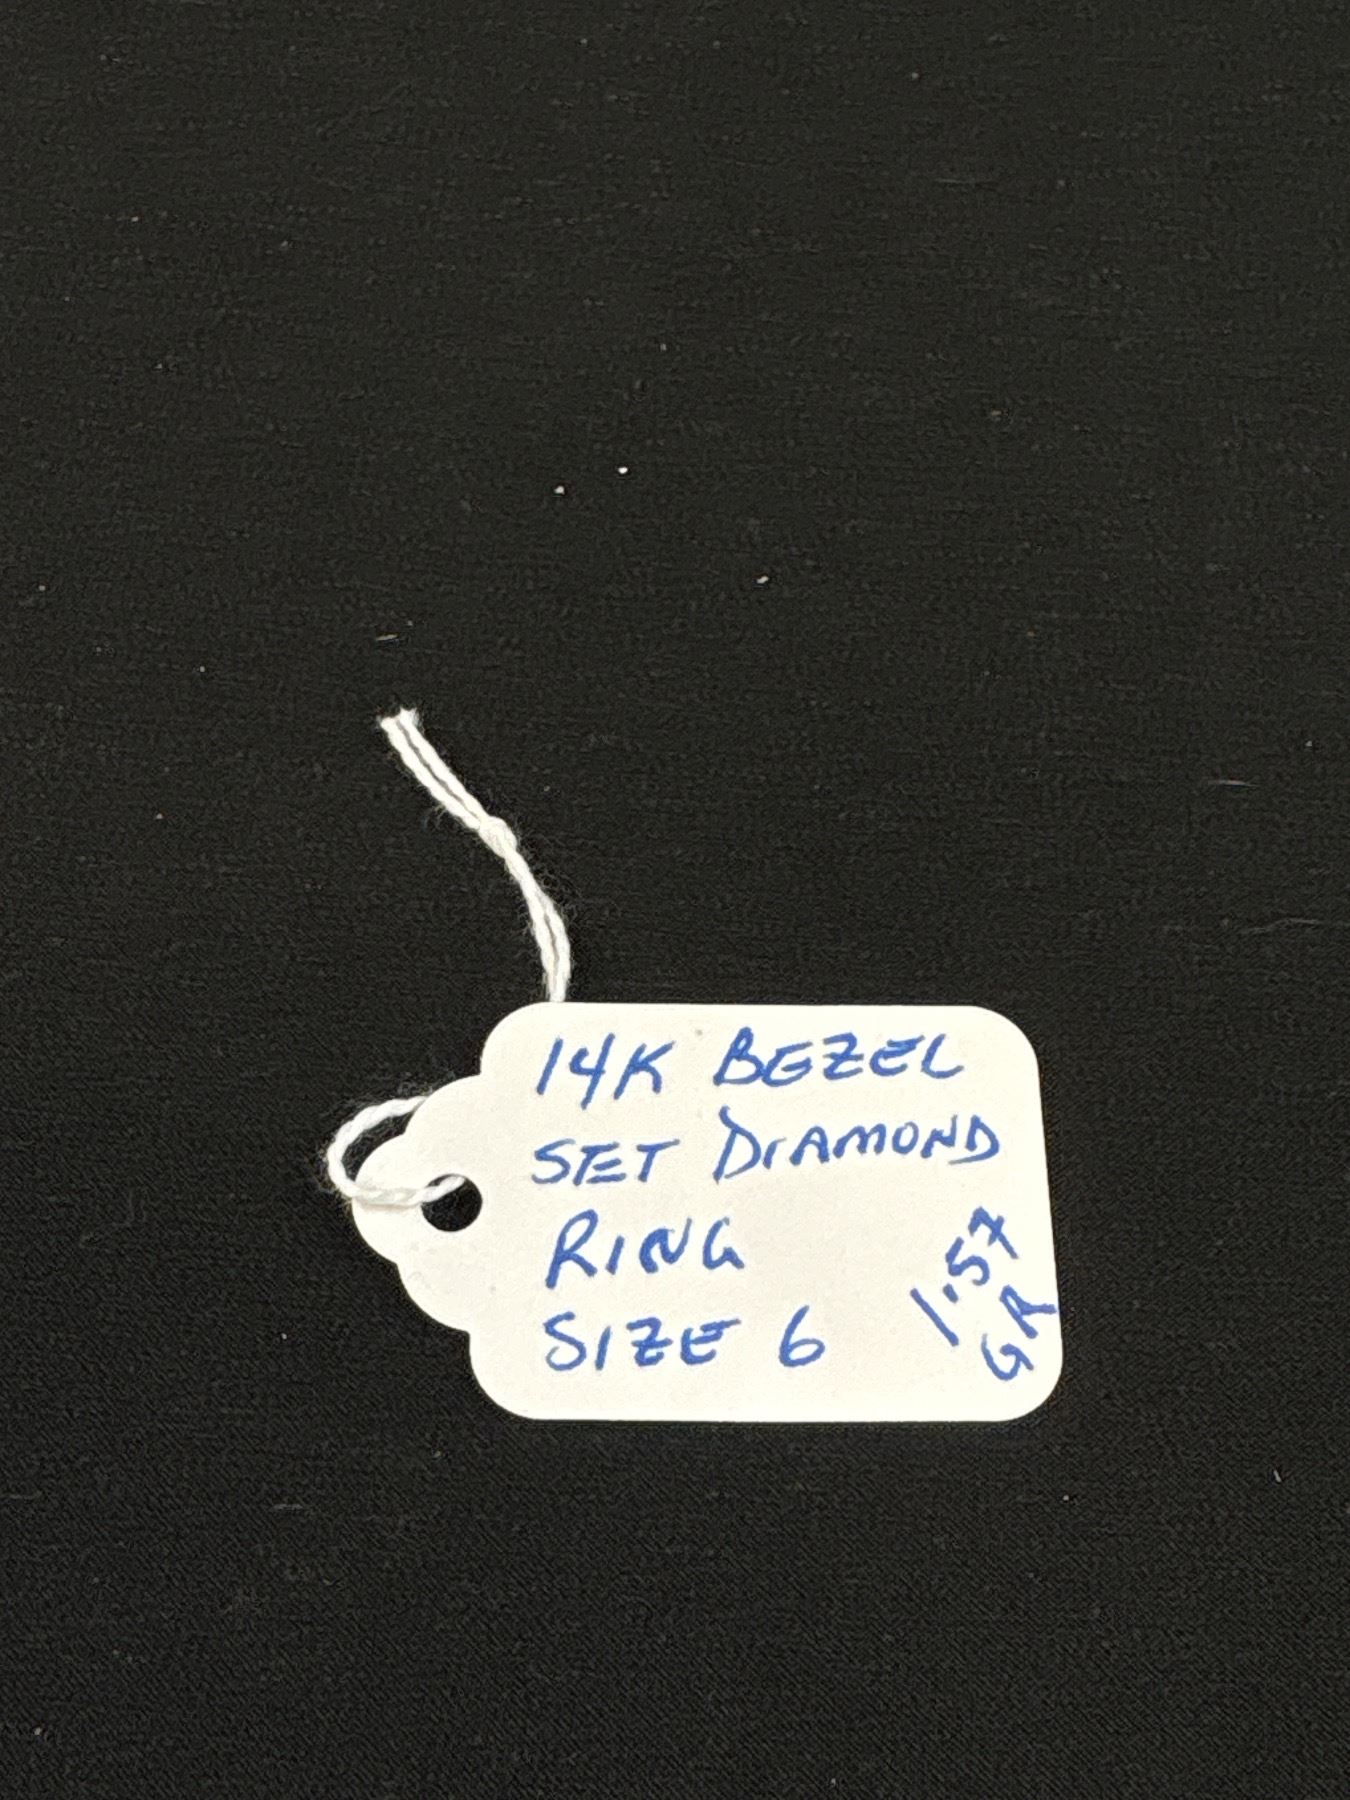 14K BEZEL
SET DIAMOND
RING
SIZE 6
1.57
GR